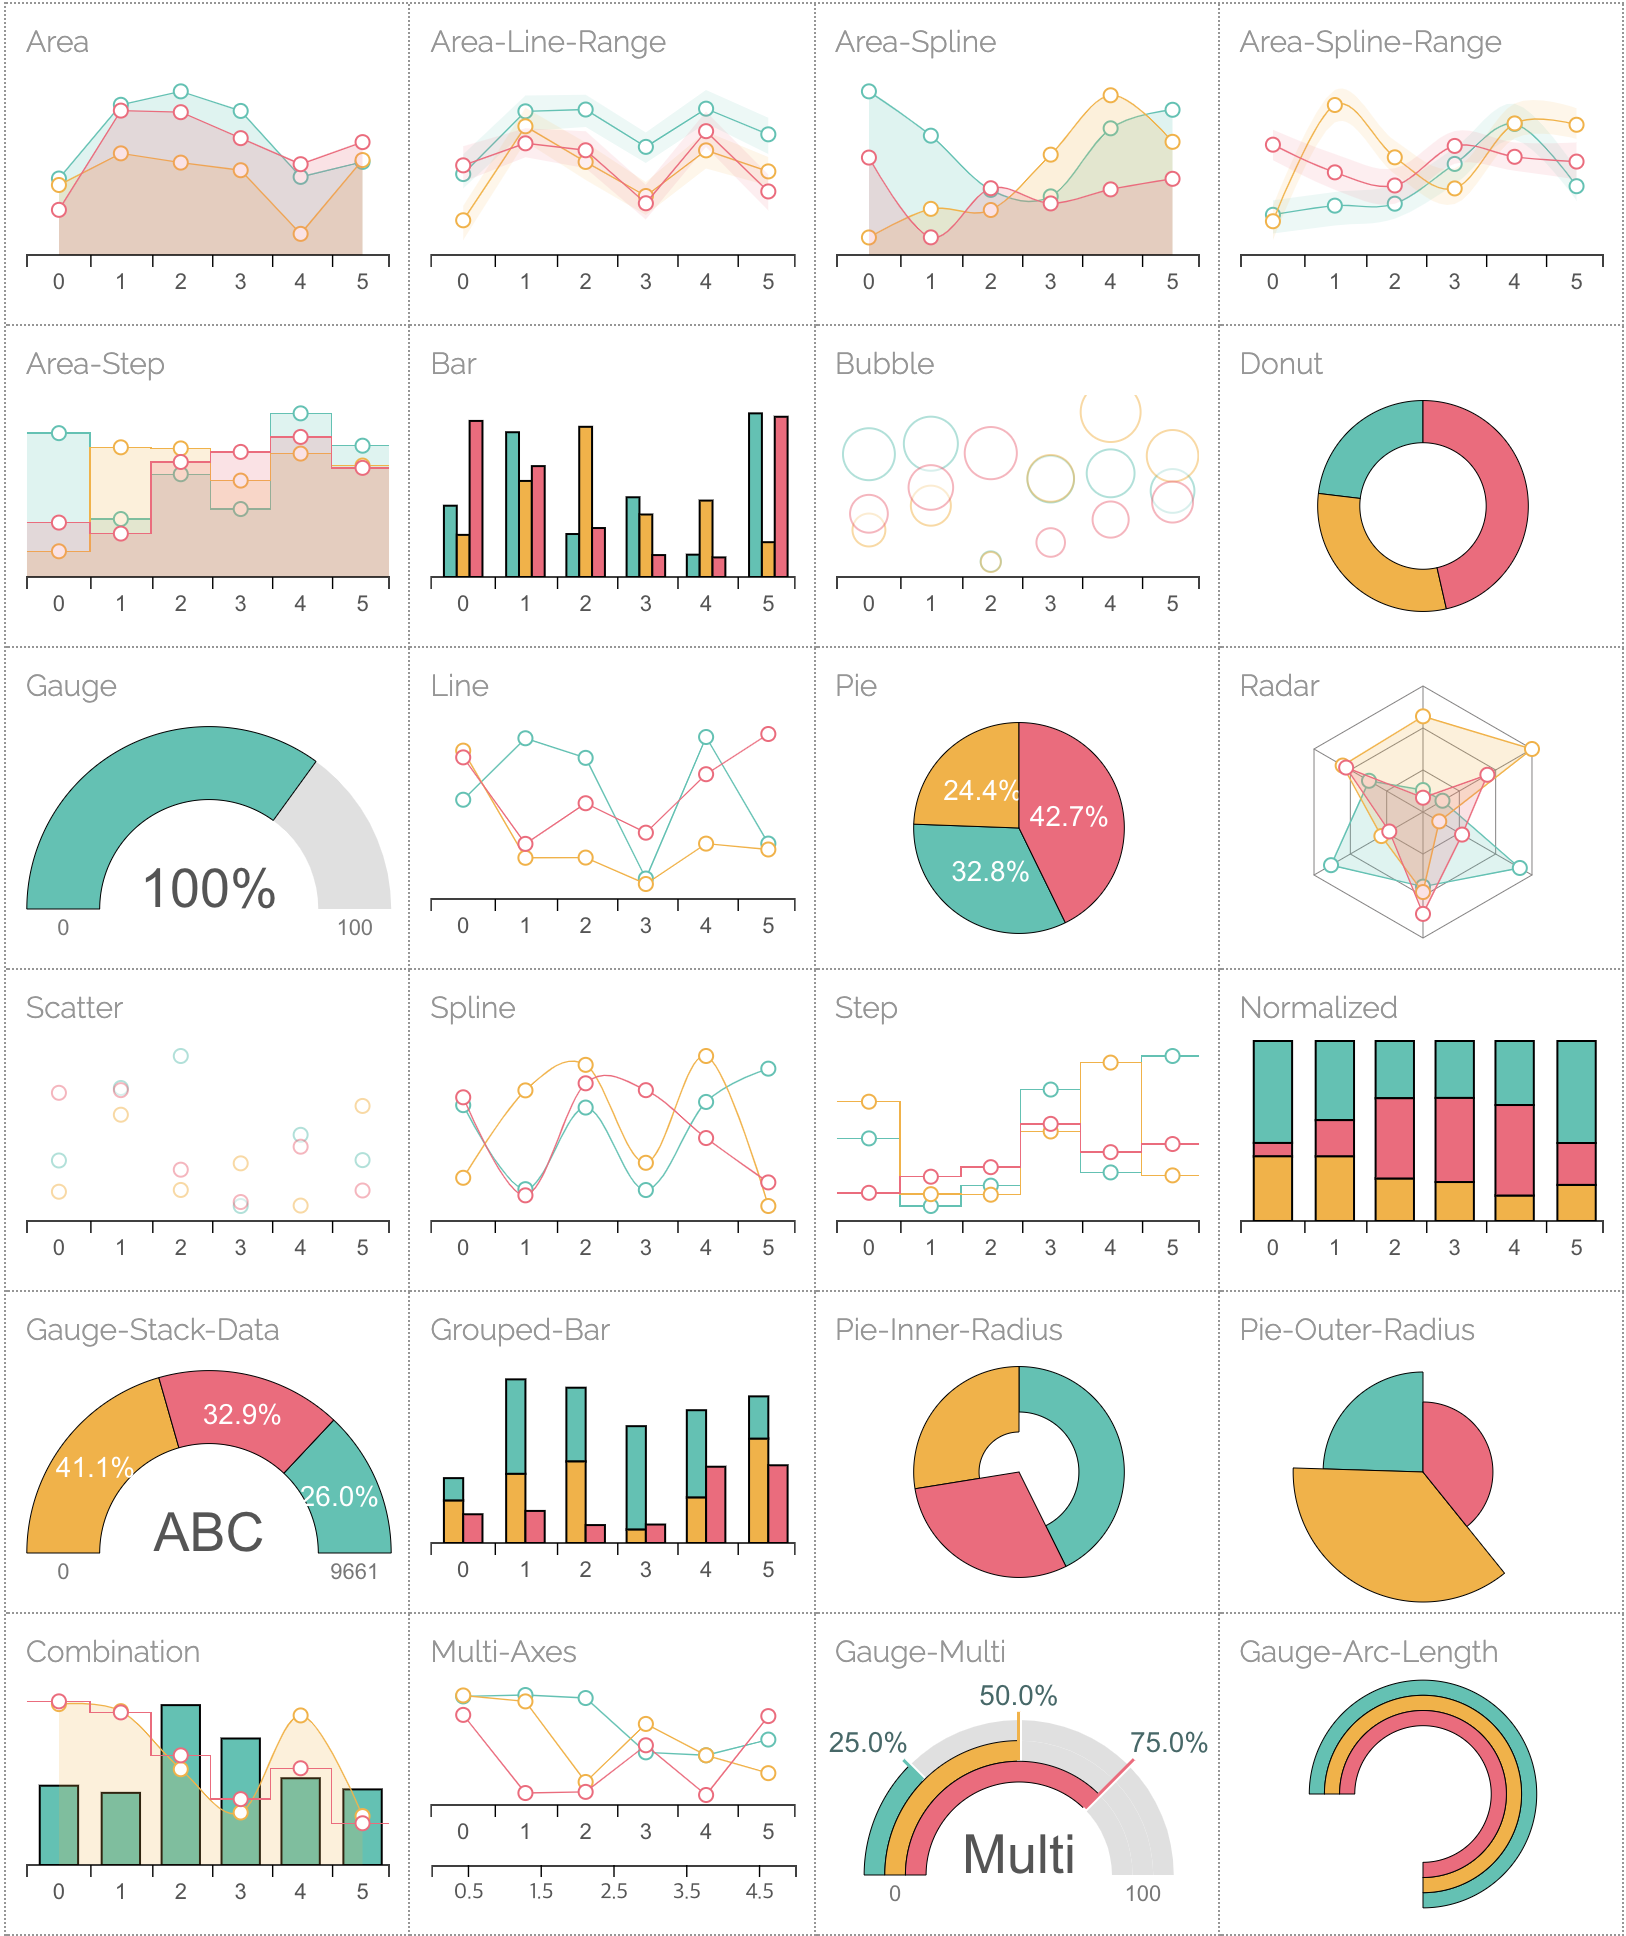 Area
0 1 2 3 4 5
Area-Line-Range
0 1 2 3 4 5
Area-Spline
0 1 2 3 4 5
Area-Spline-Range
0 1 2 3 4 5
Area-Step
0 1 2 3 4 5
Bar
0 1 2 3 4 5
Bubble
0 1 2 3 4 5
Donut
Gauge
100%
0 100
Line
0 1 2 3 4 5
Pie
24.4%
42.7%
32.8%
Radar
Scatter
0 1 2 3 4 5
Spline
0 1 2 3 4 5
Step
0 1 2 3 4 5
Normalized
0 1 2 3 4 5
Gauge-Stack-Data
32.9%
41.1%
26.0%
ABC
0 9661
Grouped-Bar
0 1 2 3 4 5
Pie-Inner-Radius
Pie-Outer-Radius
Combination
0 1 2 3 4 5
Multi-Axes
0 1 2 3 4 5
0.5 1.5 2.5 3.5 4.5
Gauge-Multi
50.0%
25.0% 75.0%
Multi
0 100
Gauge-Arc-Length